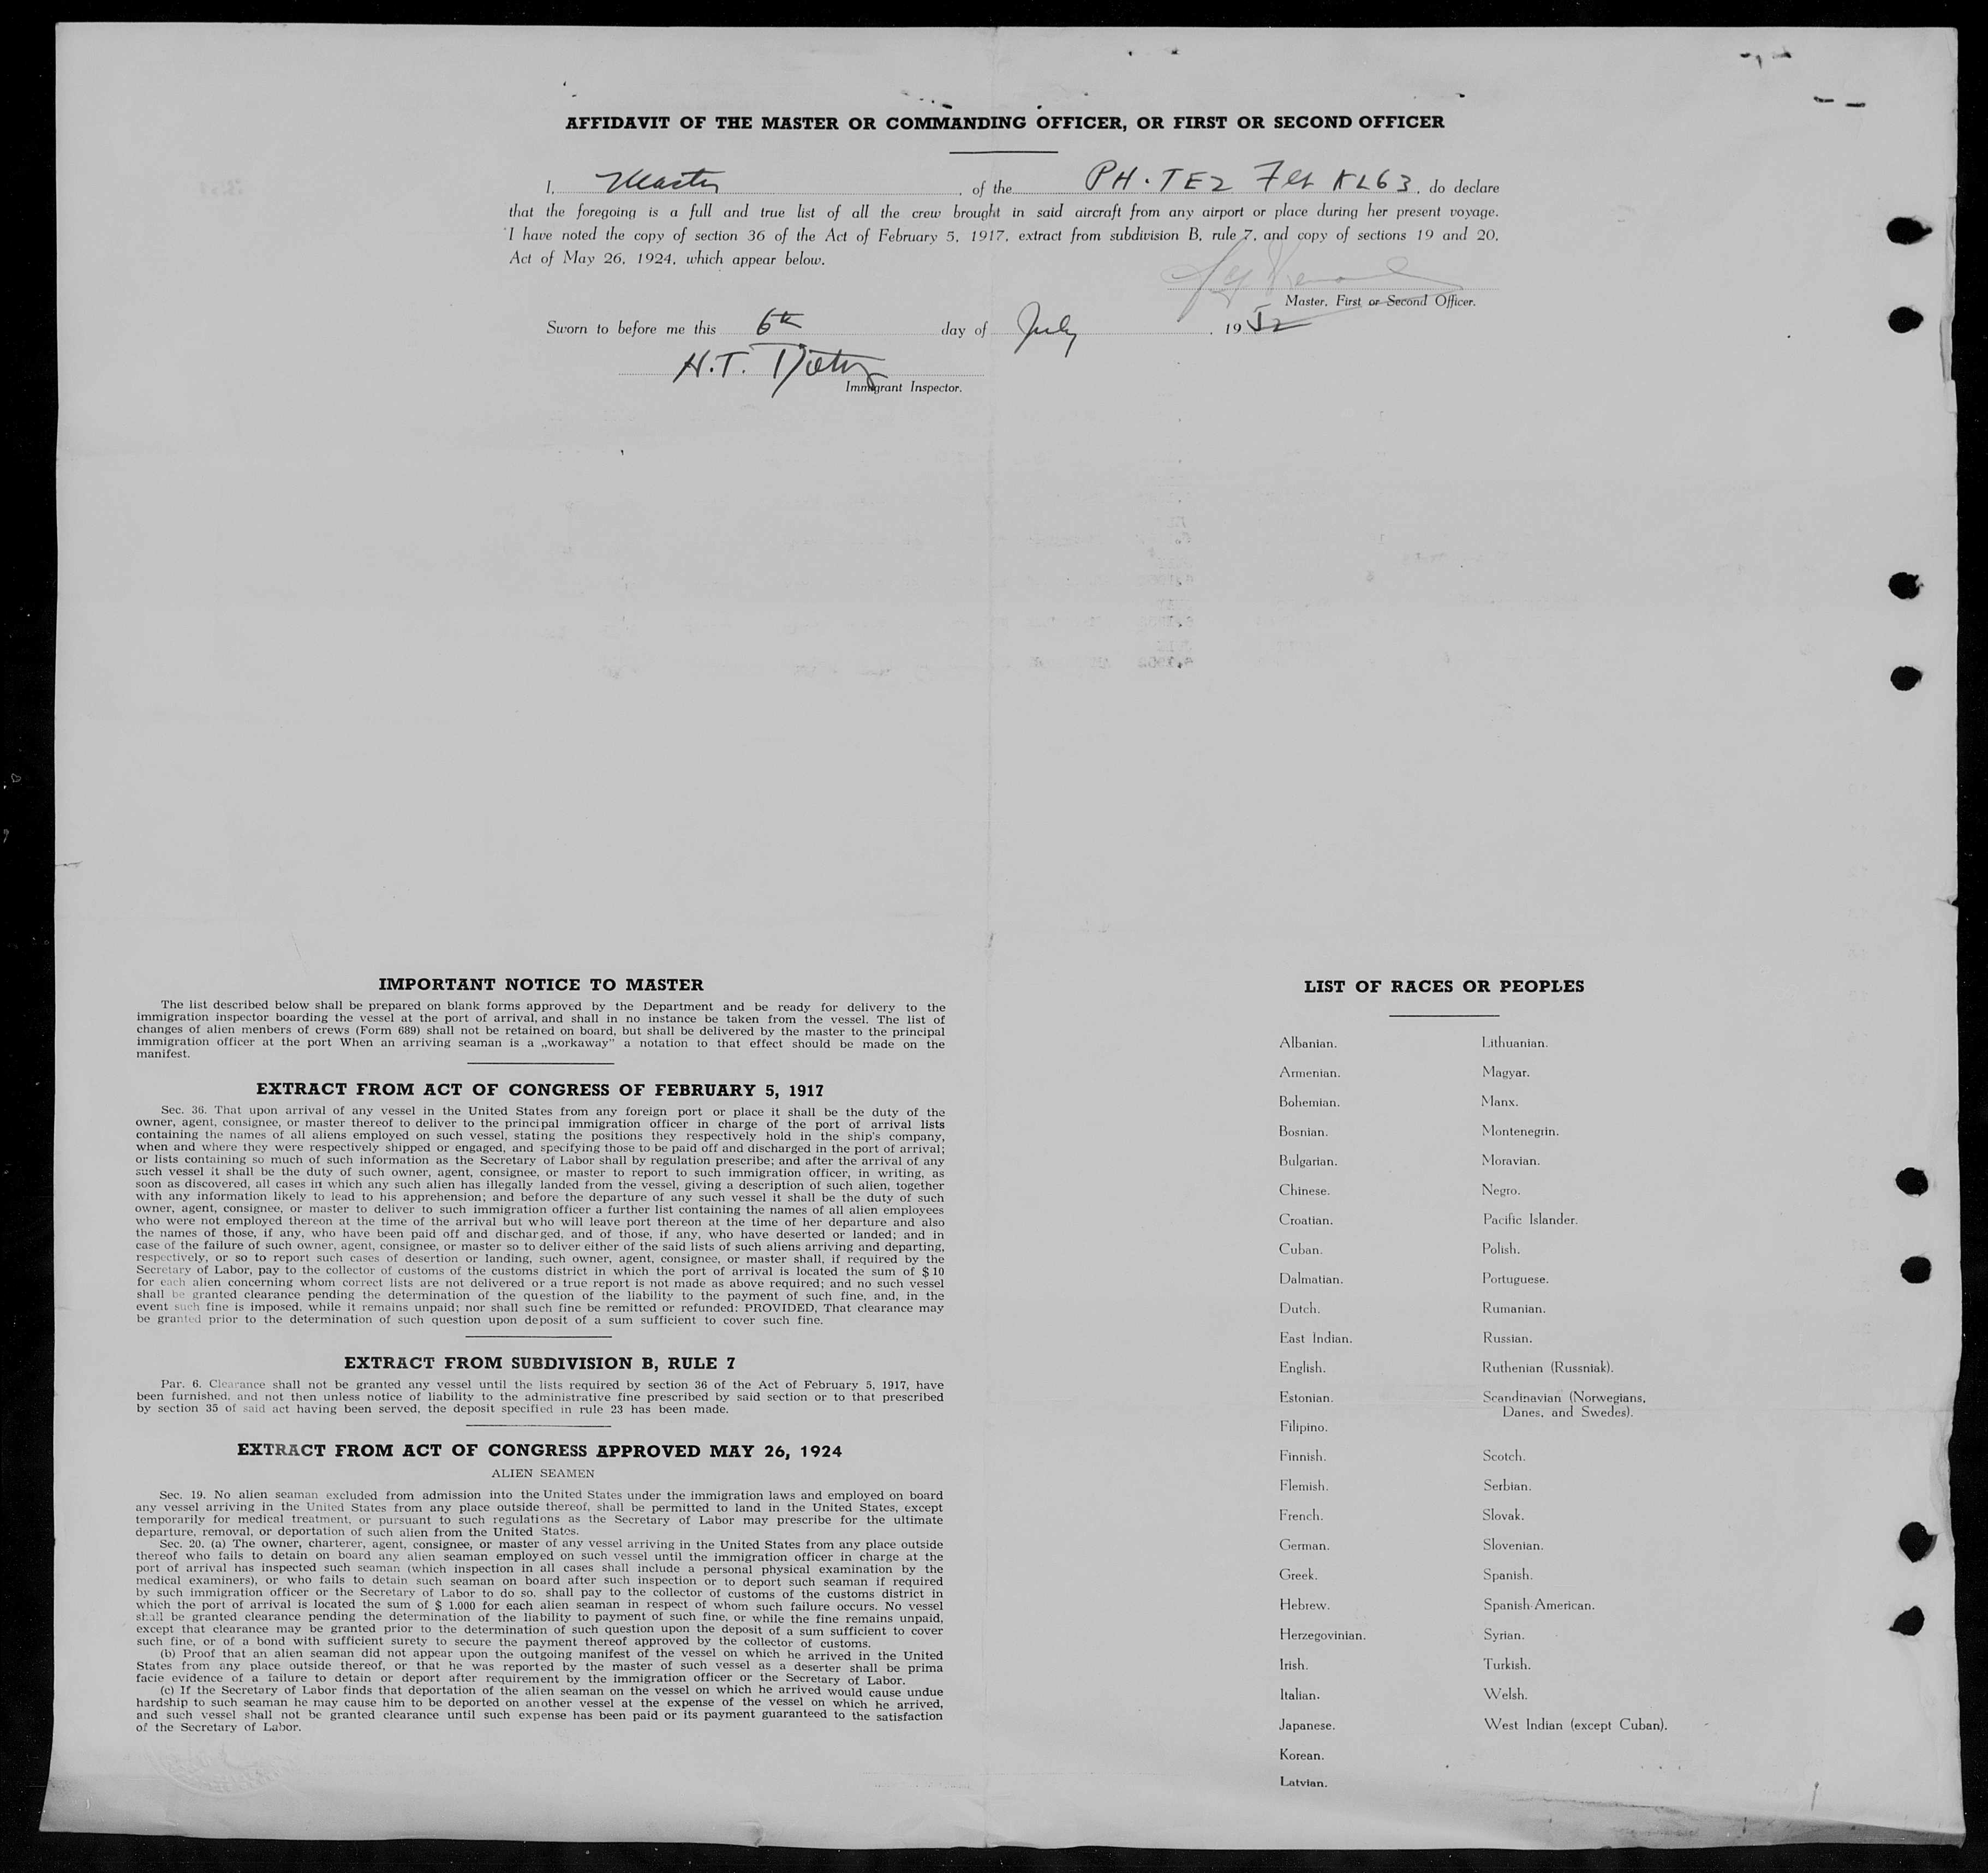 AFFIDAVIT OF THE MASTER OR COMMANDING OFFICER, OR FIRST OR SECOND OFFICER
I, Master, of the PH-TEZ Flt KL63, do declare
that the foregoing is a full and true list of all the crew brought in said aircraft from any airport or place during her present voyage.
I have noted the copy of section 36 of the Act of February 5, 1917, extract from subdivision B, rule 7, and copy of sections 19 and 20,
Act of May 26, 1924, which appear below.
Master, First or Second Officer.
Sworn to before me this 6th day of July, 1952
H.T.
Immigrant Inspector.
IMPORTANT NOTICE TO MASTER
The list described below shall be prepared on blank forms approved by the Department and be ready for delivery to the
immigration inspector boarding the vessel at the port of arrival, and shall in no instance be taken from the vessel. The list of
changes of alien menbers of crews (Form 689) shall not be retained on board, but shall be delivered by the master to the principal
immigration officer at the port When an arriving seaman is a „workaway” a notation to that effect should be made on the
manifest.
EXTRACT FROM ACT OF CONGRESS OF FEBRUARY 5, 1917
Sec. 36. That upon arrival of any vessel in the United States from any foreign port or place it shall be the duty of the
owner, agent, consignee, or master thereof to deliver to the principal immigration officer in charge of the port of arrival lists
containing the names of all aliens employed on such vessel, stating the positions they respectively hold in the ship's company,
when and where they were respectively shipped or engaged, and specifying those to be paid off and discharged in the port of arrival;
or lists containing so much of such information as the Secretary of Labor shall by regulation prescribe; and after the arrival of any
such vessel it shall be the duty of such owner, agent, consignee, or master to report to such immigration officer, in writing, as
soon as discovered, all cases in which any such alien has illegally landed from the vessel, giving a description of such alien, together
with any information likely to lead to his apprehension; and before the departure of any such vessel it shall be the duty of such
owner, agent, consignee, or master to deliver to such immigration officer a further list containing the names of all alien employees
who were not employed thereon at the time of the arrival but who will leave port thereon at the time of her departure and also
the names of those, if any, who have been paid off and discharged, and of those, if any, who have deserted or landed; and in
case of the failure of such owner, agent, consignee, or master so to deliver either of the said lists of such aliens arriving and departing,
respectively, or so to report such cases of desertion or landing, such owner, agent, consignee, or master shall, if required by the
Secretary of Labor, pay to the collector of customs of the customs district in which the port of arrival is located the sum of $ 10
for each alien concerning whom correct lists are not delivered or a true report is not made as above required; and no such vessel
shall be granted clearance pending the determination of the question of the liability to the payment of such fine, and, in the
event such fine is imposed, while it remains unpaid; nor shall such fine be remitted or refunded: PROVIDED, That clearance may
be granted prior to the determination of such question upon deposit of a sum sufficient to cover such fine.
EXTRACT FROM SUBDIVISION B, RULE 7
Par. 6. Clearance shall not be granted any vessel until the lists required by section 36 of the Act of February 5, 1917, have
been furnished, and not then unless notice of liability to the administrative fine prescribed by said section or to that prescribed
by section 35 of said act having been served, the deposit specified in rule 23 has been made.
EXTRACT FROM ACT OF CONGRESS APPROVED MAY 26, 1924
ALIEN SEAMEN
Sec. 19. No alien seaman excluded from admission into the United States under the immigration laws and employed on board
any vessel arriving in the United States from any place outside thereof, shall be permitted to land in the United States, except
temporarily for medical treatment, or pursuant to such regulations as the Secretary of Labor may prescribe for the ultimate
departure, removal, or deportation of such alien from the United States.
Sec. 20. (a) The owner, charterer, agent, consignee, or master of any vessel arriving in the United States from any place outside
thereof who fails to detain on board any alien seaman employed on such vessel until the immigration officer in charge at the
port of arrival has inspected such seaman (which inspection in all cases shall include a personal physical examination by the
medical examiners), or who fails to detain such seaman on board after such inspection or to deport such seaman if required
by such immigration officer or the Secretary of Labor to do so, shall pay to the collector of customs of the customs district in
which the port of arrival is located the sum of $ 1.000 for each alien seaman in respect of whom such failure occurs. No vessel
shall be granted clearance pending the determination of the liability to payment of such fine, or while the fine remains unpaid,
except that clearance may be granted prior to the determination of such question upon the deposit of a sum sufficient to cover
such fine, or of a bond with sufficient surety to secure the payment thereof approved by the collector of customs.
(b) Proof that an alien seaman did not appear upon the outgoing manifest of the vessel on which he arrived in the United
States from any place outside thereof, or that he was reported by the master of such vessel as a deserter shall be prima
facie evidence of a failure to detain or deport after requirement by the immigration officer or the Secretary of Labor.
(c) If the Secretary of Labor finds that deportation of the alien seaman on the vessel on which he arrived would cause undue
hardship to such seaman he may cause him to be deported on another vessel at the expense of the vessel on which he arrived,
and such vessel shall not be granted clearance until such expense has been paid or its payment guaranteed to the satisfaction
of the Secretary of Labor.
LIST OF RACES OR PEOPLES
Albanian.
Armenian.
Bohemian.
Bosnian.
Bulgarian.
Chinese.
Croatian.
Cuban.
Dalmatian.
Dutch.
East Indian.
English.
Estonian.
Filipino.
Finnish.
Flemish.
French.
German.
Greek.
Hebrew.
Herzegovinian.
Irish.
Italian.
Japanese.
Korean.
Latvian.
Lithuanian.
Magyar.
Manx.
Montenegrin.
Moravian.
Negro.
Pacific Islander.
Polish.
Portuguese.
Rumanian.
Russian.
Ruthenian (Russniak).
Scandinavian (Norwegians,
Danes, and Swedes).
Scotch.
Serbian.
Slovak.
Slovenian.
Spanish.
Spanish-American.
Syrian.
Turkish.
Welsh.
West Indian (except Cuban).